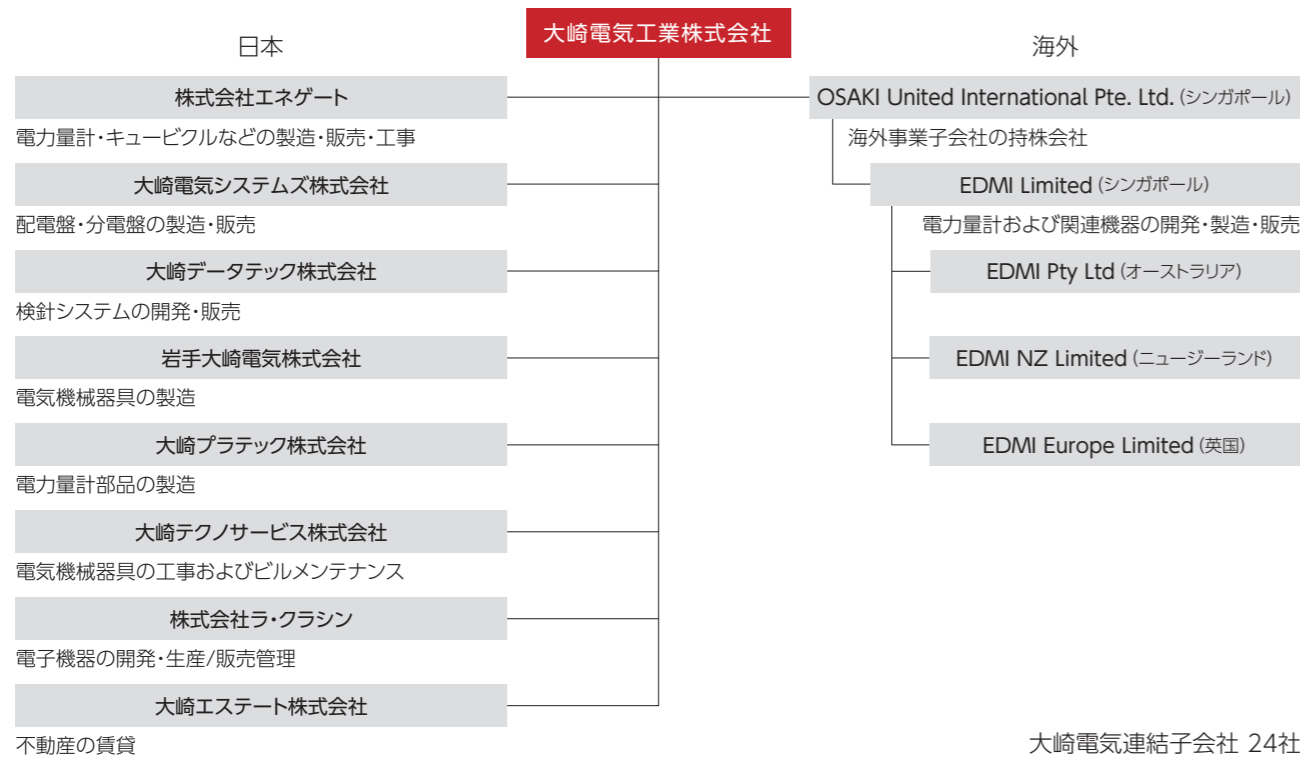 大崎電気工業株式会社
日本
株式会社エネゲート
電力量計・キュービクルなどの製造・販売・工事
大崎電気システムズ株式会社
配電盤・分電盤の製造・販売
大崎データテック株式会社
検針システムの開発・販売
岩手大崎電気株式会社
電気機械器具の製造
大崎プラテック株式会社
電力量計部品の製造
大崎テクノサービス株式会社
電気機械器具の工事およびビルメンテナンス
株式会社ラ・クラシン
電子機器の開発・生産/販売管理
大崎エステート株式会社
不動産の賃貸
海外
OSAKI United International Pte. Ltd. (シンガポール)
海外事業子会社の持株会社
EDMI Limited (シンガポール)
電力量計および関連機器の開発・製造・販売
EDMI Pty Ltd (オーストラリア)
EDMI NZ Limited (ニュージーランド)
EDMI Europe Limited (英国)
大崎電気連結子会社 24社